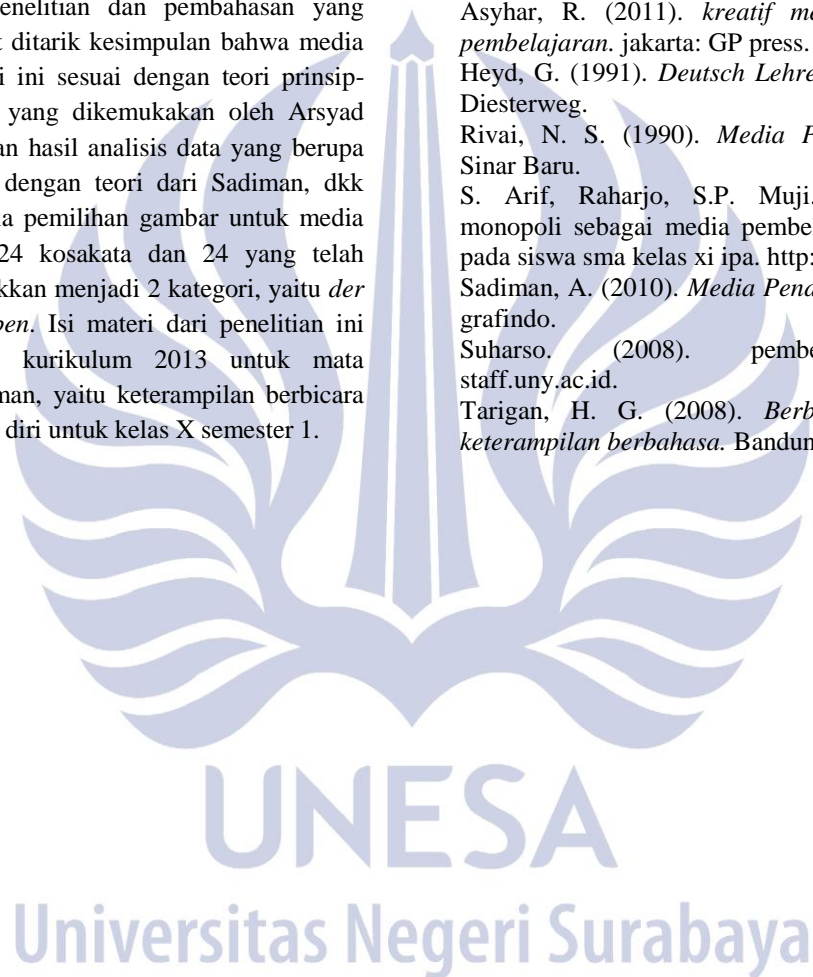 enelitian dan pembahasan yang
t ditarik kesimpulan bahwa media
i ini sesuai dengan teori prinsip-
yang dikemukakan oleh Arsyad
an hasil analisis data yang berupa
dengan teori dari Sadiman, dkk
a pemilihan gambar untuk media
24 kosakata dan 24 yang telah
kkan menjadi 2 kategori, yaitu der
ben. Isi materi dari penelitian ini
kurikulum 2013 untuk mata
man, yaitu keterampilan berbicara
diri untuk kelas X semester 1.
Asyhar, R. (2011). kreatif me
pembelajaran. jakarta: GP press.
Heyd, G. (1991). Deutsch Lehre
Diesterweg.
Rivai, N. S. (1990). Media P
Sinar Baru.
S. Arif, Raharjo, S.P. Muji.
monopoli sebagai media pembe
pada siswa sma kelas xi ipa. http:
Sadiman, A. (2010). Media Pend
grafindo.
Suharso. (2008). pembe
staff.uny.ac.id.
Tarigan, H. G. (2008). Berb
keterampilan berbahasa. Bandun
UNESA
Universitas Negeri Surabaya